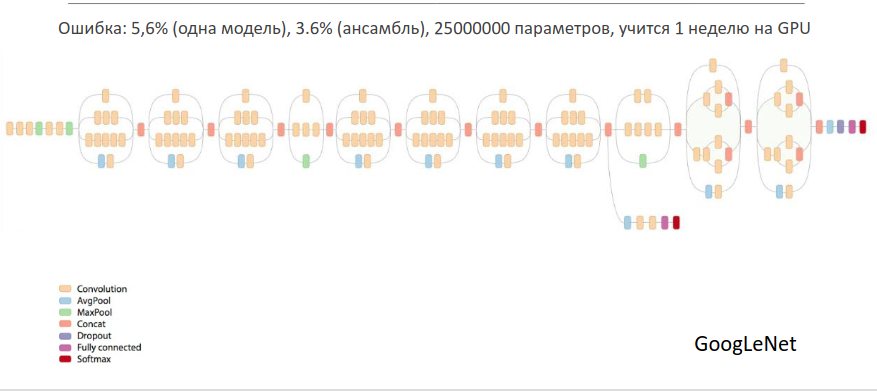 Ошибка: 5,6% (одна модель), 3.6% (ансамбль), 25000000 параметров, учится 1 неделю на GPU
Convolution
AvgPool
MaxPool
Concat
Dropout
Fully connected
Softmax
GoogLeNet